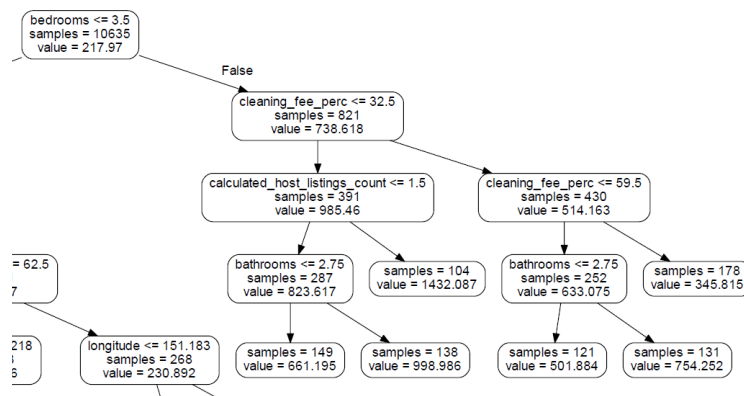 bedrooms <= 3.5
samples = 10635
value = 217.97
False
cleaning_fee_perc <= 32.5
samples = 821
value = 738.618
calculated_host_listings_count <= 1.5
samples = 391
value = 985.46
cleaning_fee_perc <= 59.5
samples = 430
value = 514.163
= 62.5
7
bathrooms <= 2.75
samples = 287
value = 823.617
samples = 104
value = 1432.087
bathrooms <= 2.75
samples = 252
value = 633.075
samples = 178
value = 345.815
.218
3
6
longitude <= 151.183
samples = 268
value = 230.892
samples = 149
value = 661.195
samples = 138
value = 998.986
samples = 121
value = 501.884
samples = 131
value = 754.252